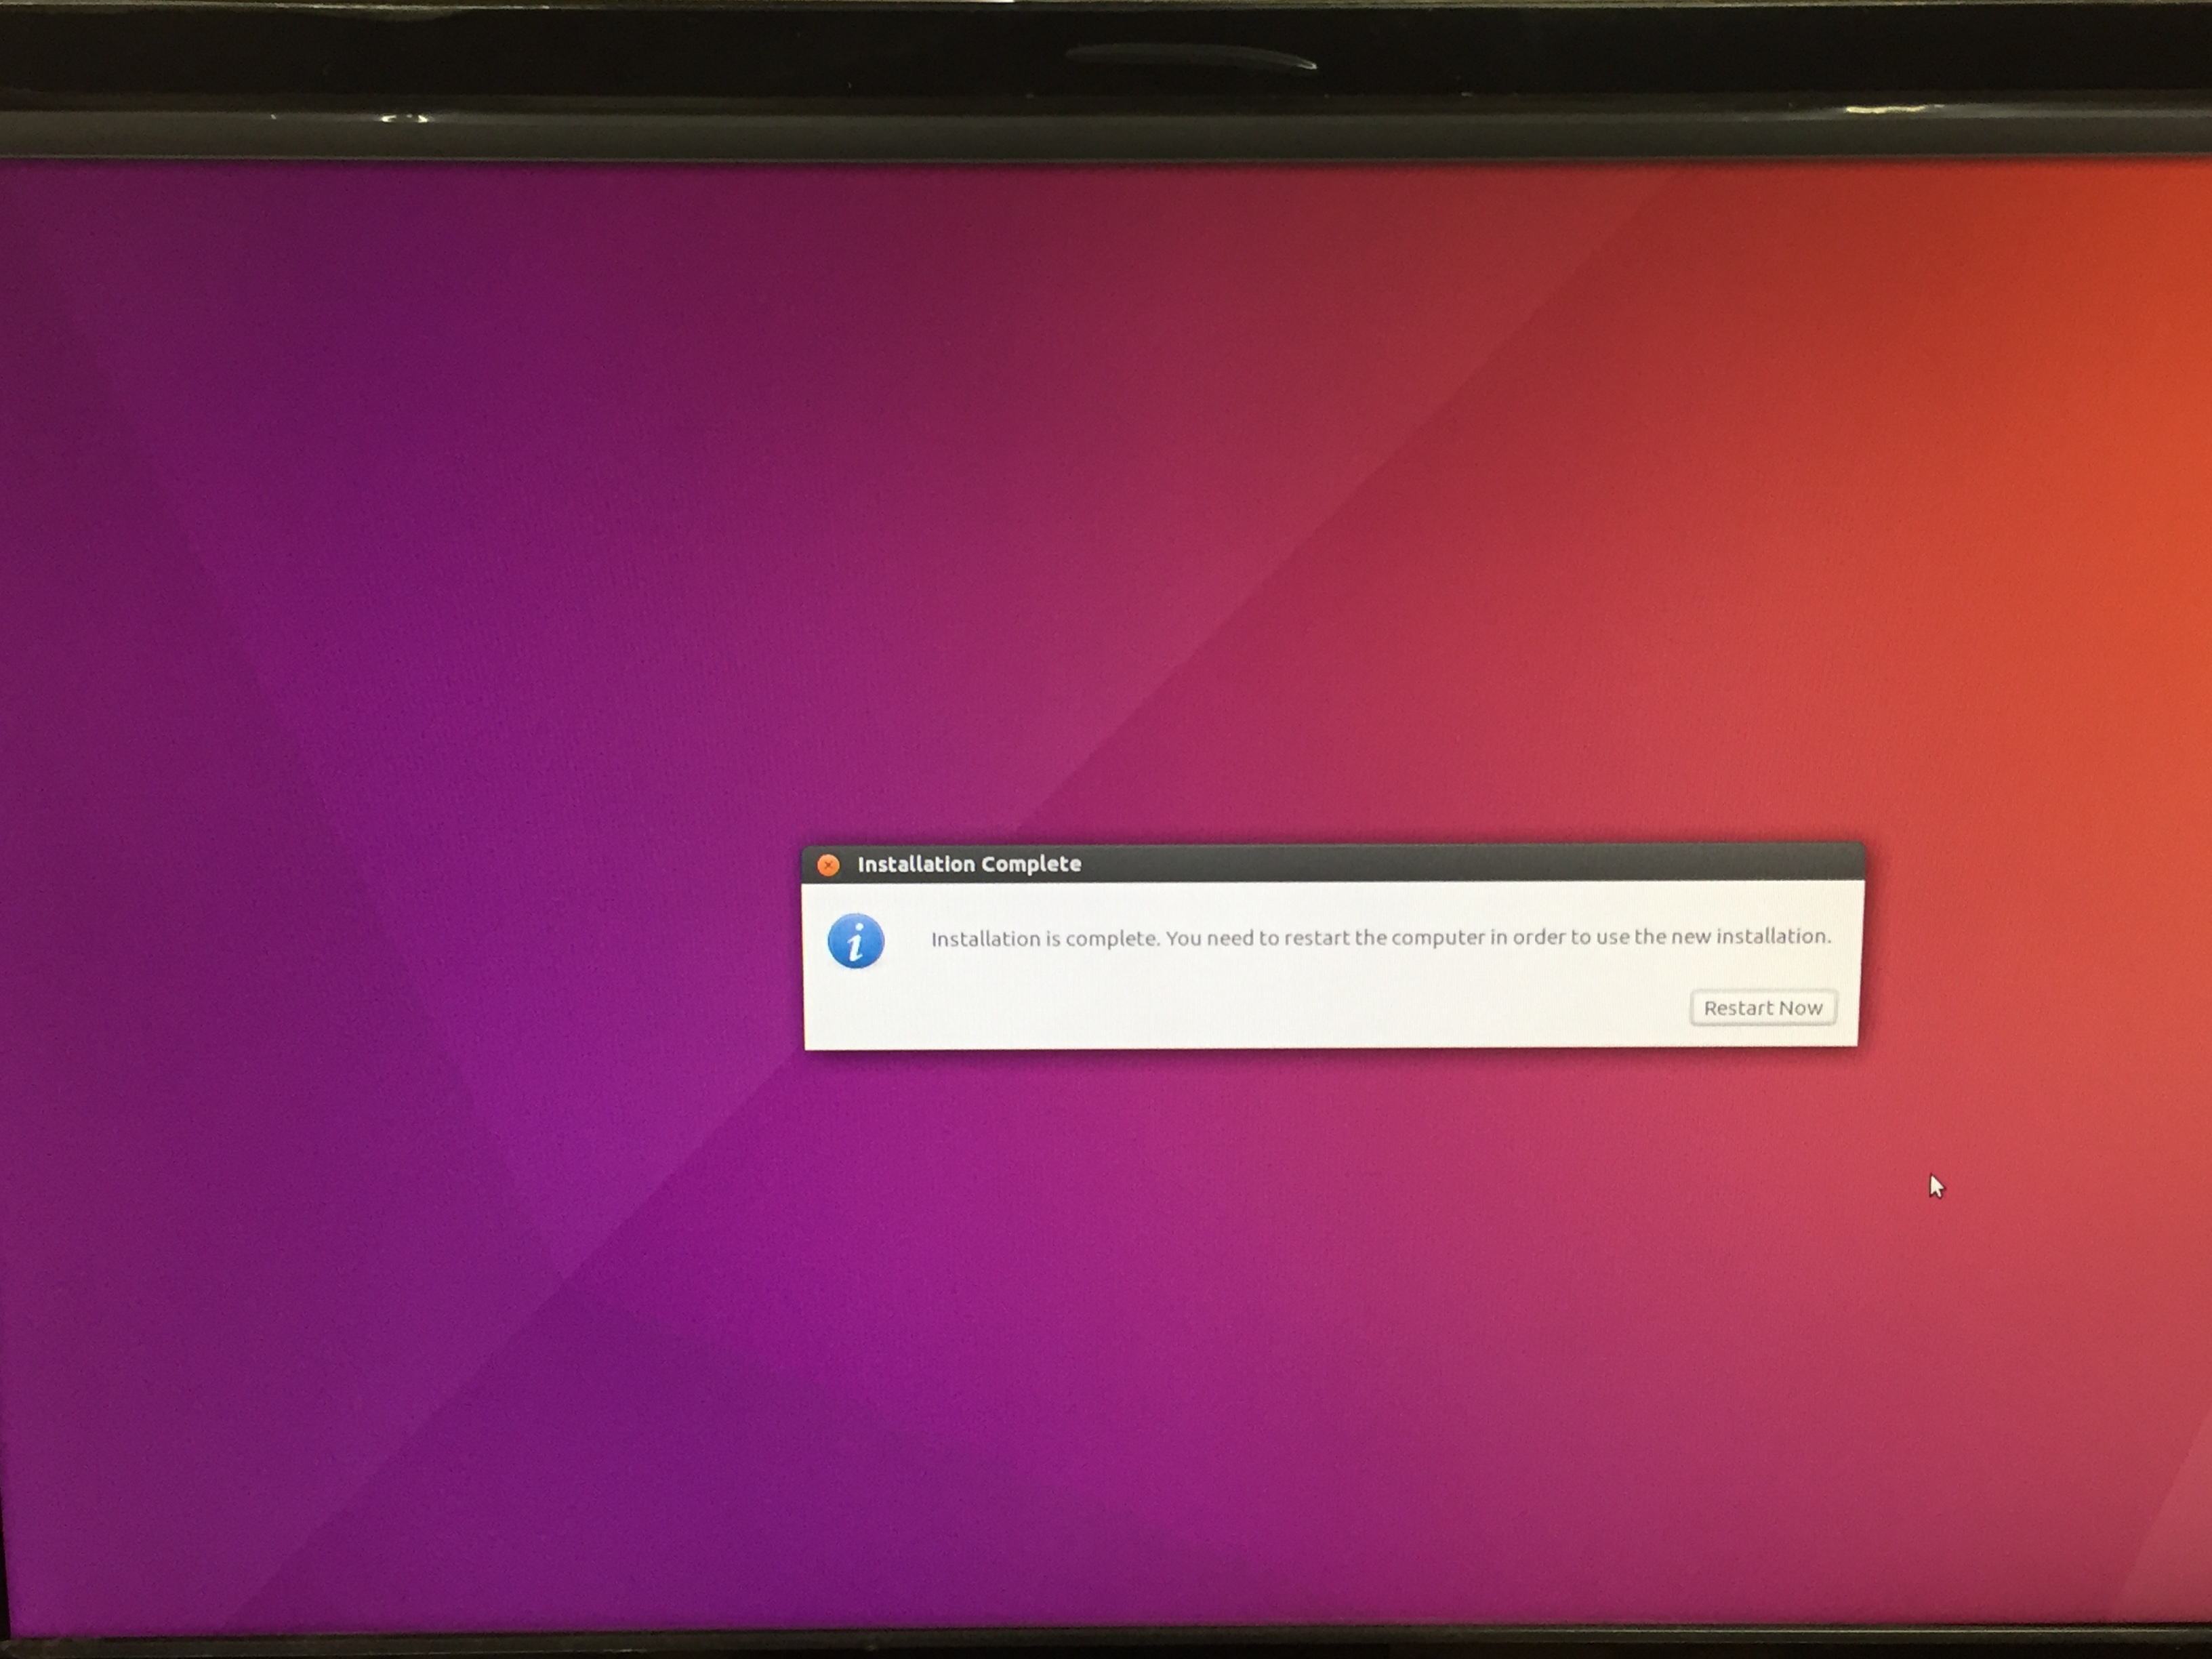 Installation Complete
Installation is complete. You need to restart the computer in order to use the new installation.
Restart Now